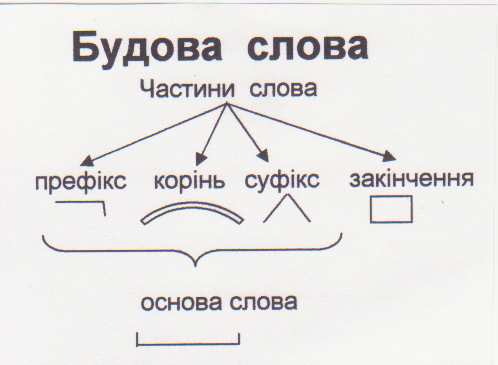 Будова слова
Частини слова
префікс корінь суфікс закінчення
основа слова